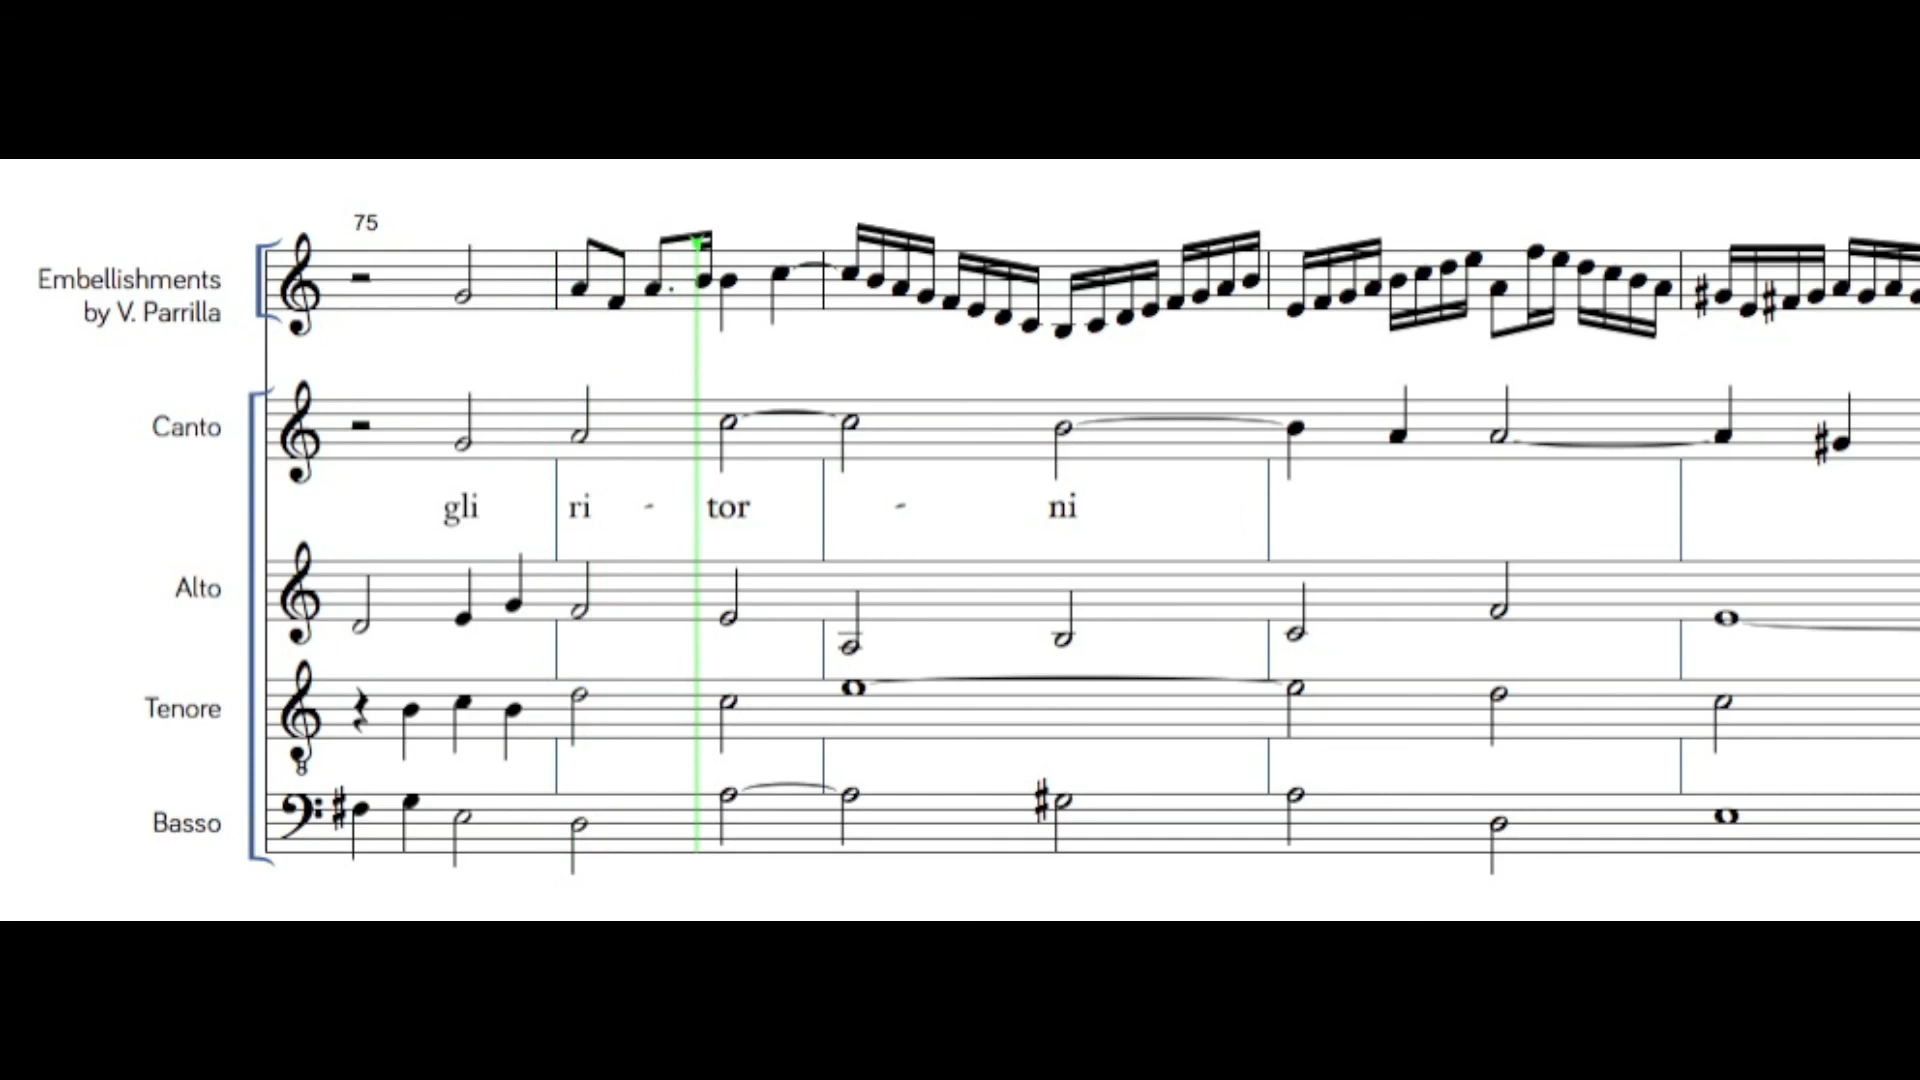 75
Embellishments
by V. Parrilla
Canto
gli ri - tor - ni
Alto
Tenore
8
Basso